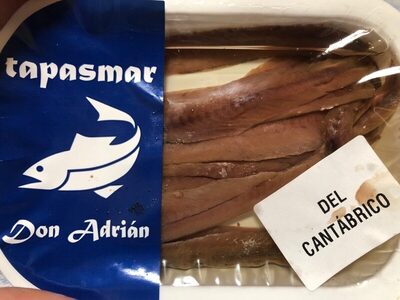 tapasmar
Don Adrián
DEL
CANTÁBRICO